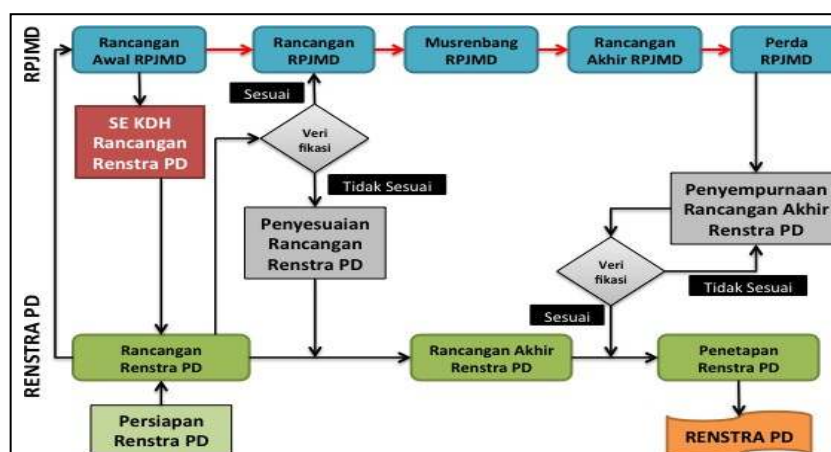 RPJMD
Rancangan
Awal RPJMD
Rancangan
RPJMD
Musrenbang
RPJMD
Rancangan
Akhir RPJMD
Perda
RPJMD
Sesuai
SE KDH
Rancangan
Renstra PD
Veri
fikasi
Tidak Sesuai
Penyesuaian
Rancangan
Renstra PD
Penyempurnaan
Rancangan Akhir
Renstra PD
Veri
fikasi
Tidak Sesuai
Sesuai
RENSTRA PD
Rancangan
Renstra PD
Rancangan Akhir
Renstra PD
Penetapan
Renstra PD
Persiapan
Renstra PD
RENSTRA PD